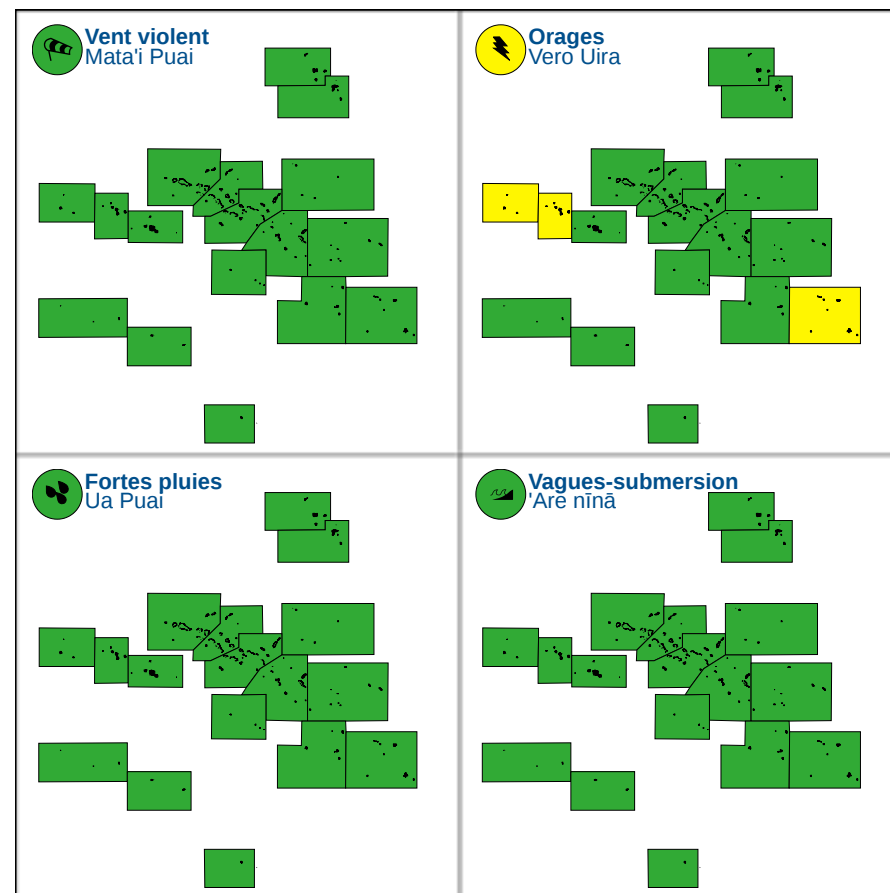 Vent violent
Mata'i Puai
Orages
Vero Uira
Fortes pluies
Ua Puai
Vagues-submersion
'Are nīnā